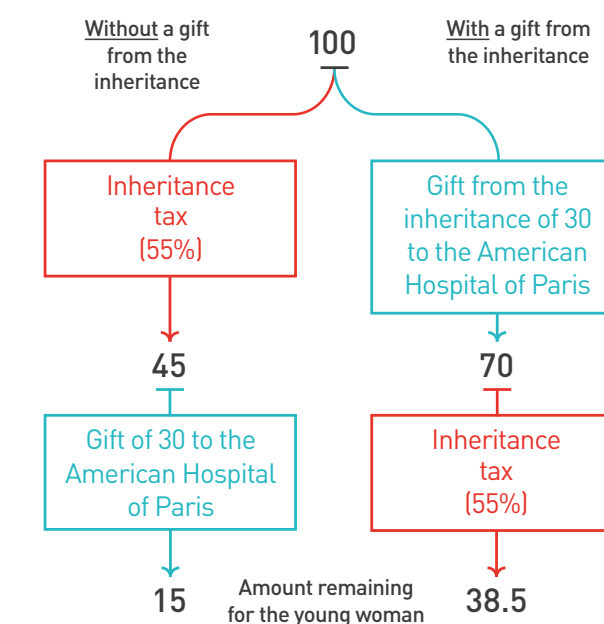 Without a gift
from the
inheritance
100
With a gift from
the inheritance
Inheritance
tax
(55%)
Gift from the
inheritance of 30
to the American
Hospital of Paris
45
70
Gift of 30 to the
American Hospital
of Paris
Inheritance
tax
(55%)
15
Amount remaining
for the young woman
38.5